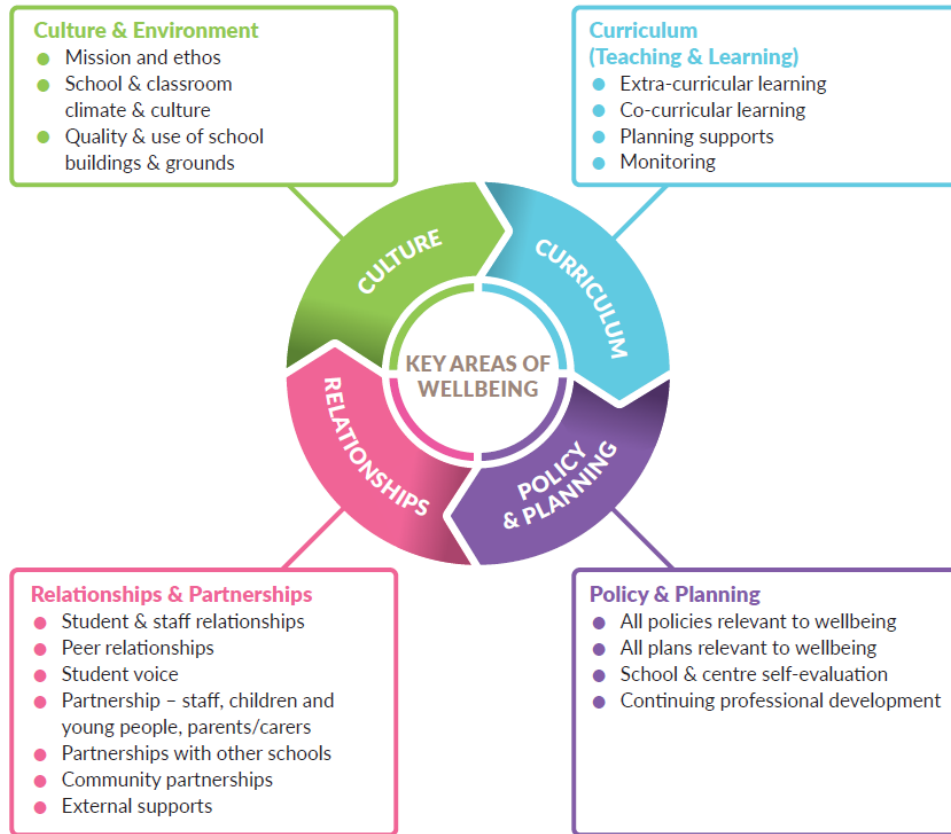 Culture & Environment
● Mission and ethos
● School & classroom
climate & culture
● Quality & use of school
buildings & grounds
Curriculum
(Teaching & Learning)
● Extra-curricular learning
● Co-curricular learning
● Planning supports
● Monitoring
CULTURE
CURRICULUM
KEY AREAS OF
WELLBEING
RELATIONSHIPS
POLICY
& PLANNING
Relationships & Partnerships
● Student & staff relationships
● Peer relationships
● Student voice
● Partnership – staff, children and
young people, parents/carers
● Partnerships with other schools
● Community partnerships
● External supports
Policy & Planning
● All policies relevant to wellbeing
● All plans relevant to wellbeing
● School & centre self-evaluation
● Continuing professional development